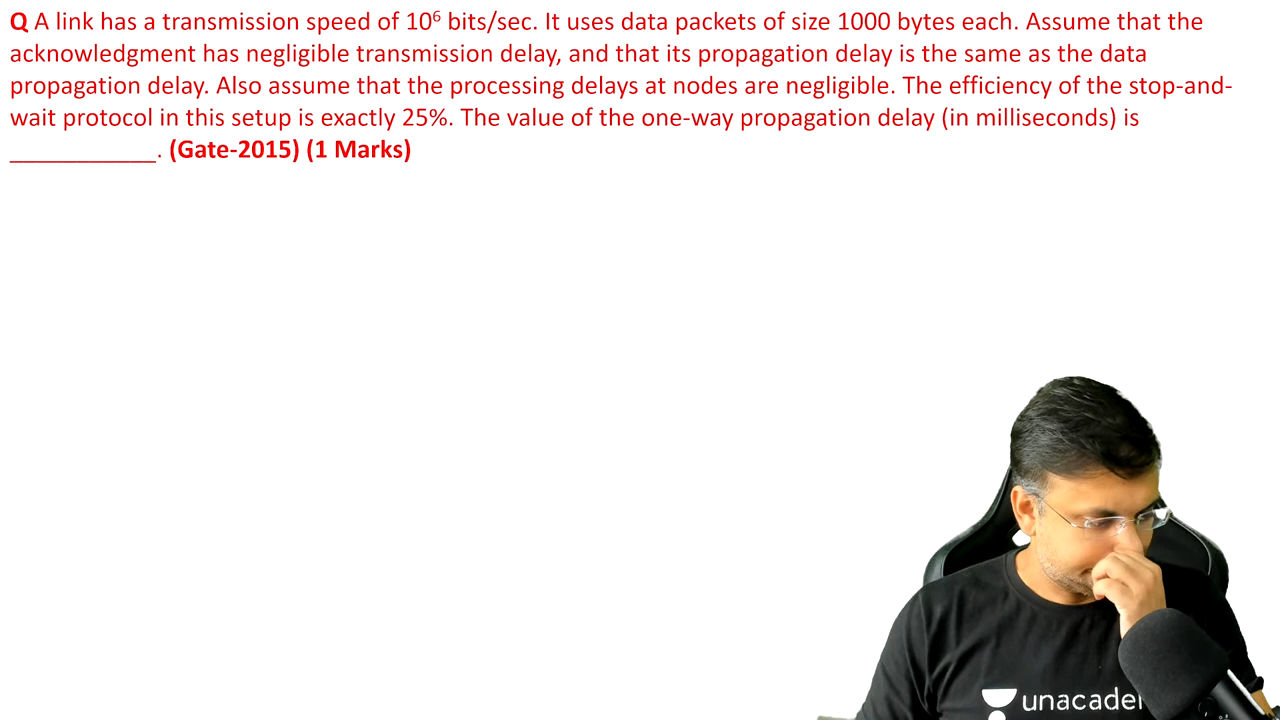 Q A link has a transmission speed of 10⁶ bits/sec. It uses data packets of size 1000 bytes each. Assume that the
acknowledgment has negligible transmission delay, and that its propagation delay is the same as the data
propagation delay. Also assume that the processing delays at nodes are negligible. The efficiency of the stop-and-
wait protocol in this setup is exactly 25%. The value of the one-way propagation delay (in milliseconds) is
___________. (Gate-2015) (1 Marks)
unacade